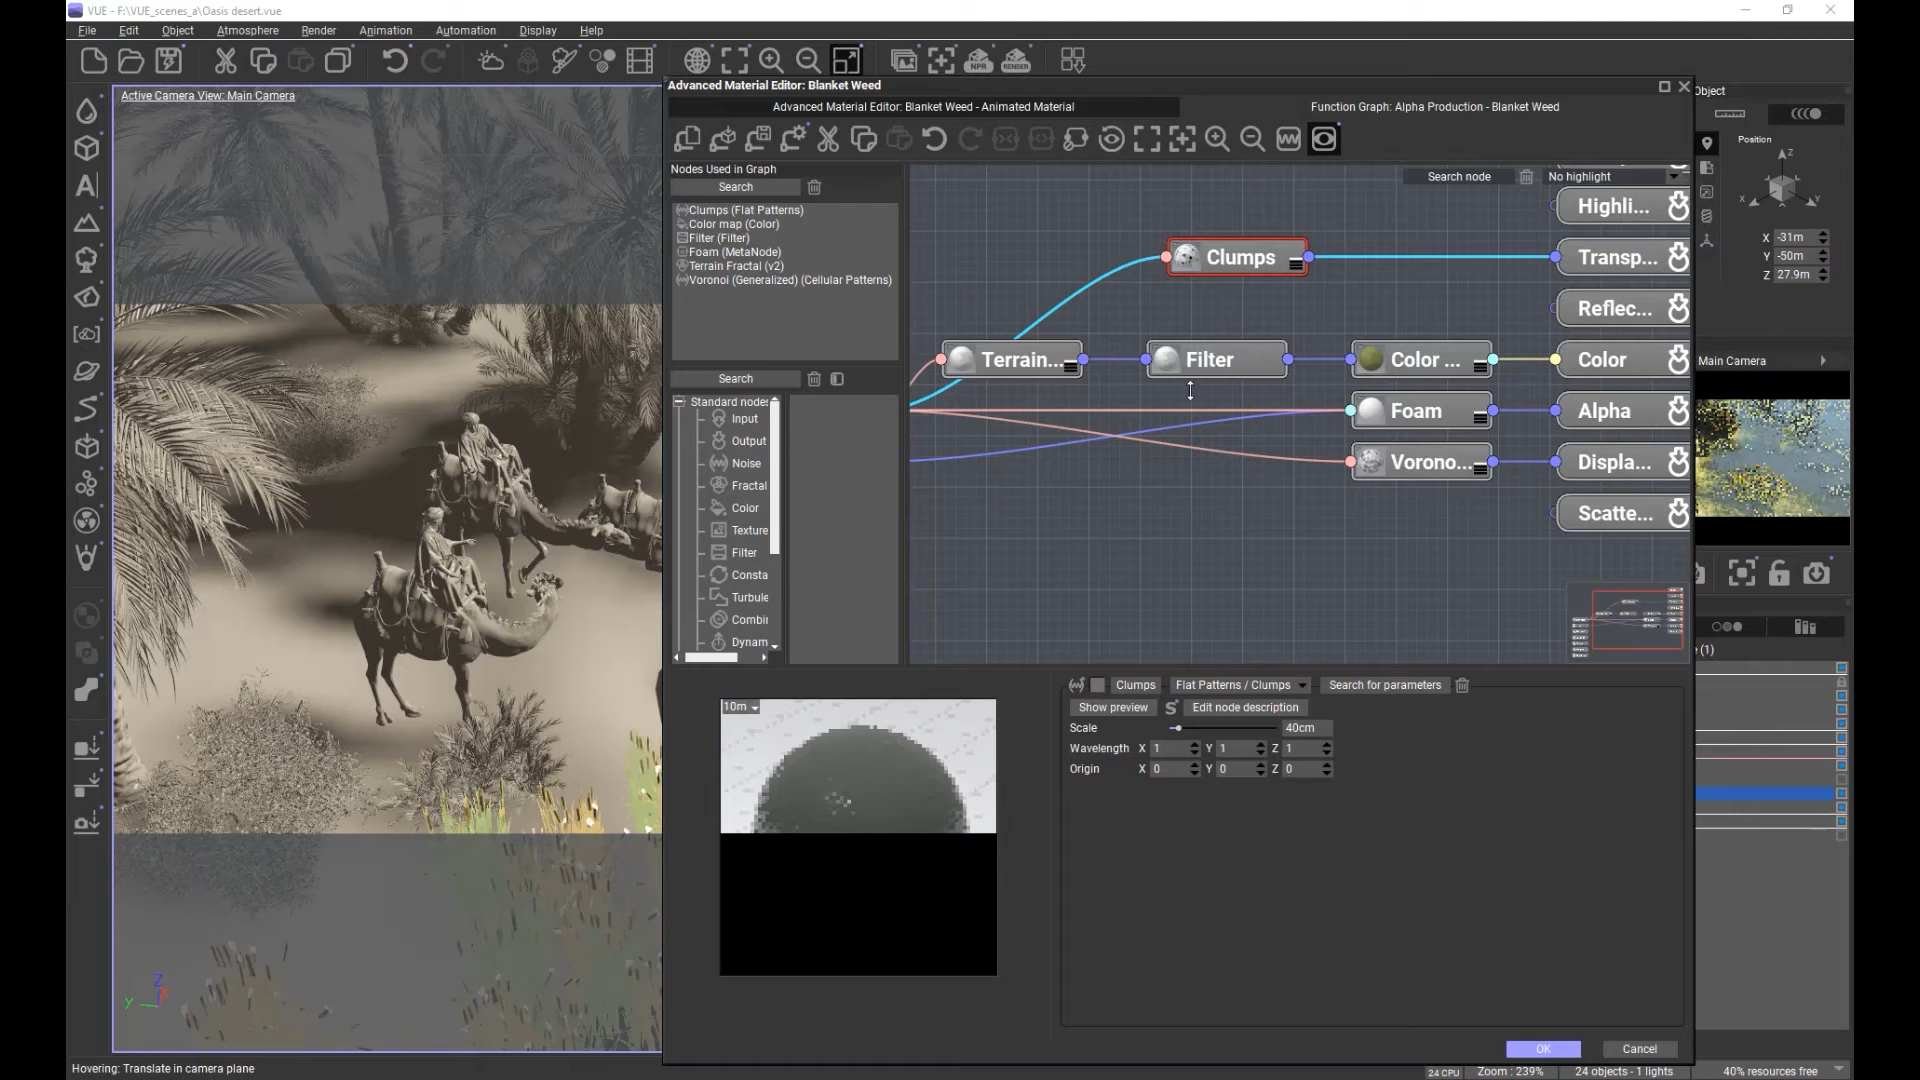 VUE - F:\VUE_scenes_a\Oasis desert.vue
File Edit Object Atmosphere Render Animation Automation Display Help
NPR RENDER
Active Camera View: Main Camera
Advanced Material Editor: Blanket Weed
Advanced Material Editor: Blanket Weed - Animated Material
Function Graph: Alpha Production - Blanket Weed
Nodes Used in Graph
Search
Clumps (Flat Patterns)
Color map (Color)
Filter (Filter)
Foam (MetaNode)
Terrain Fractal (v2)
Voronoi (Generalized) (Cellular Patterns)
Search
Standard nodes
Input
Output
Noise
Fractal
Color
Texture
Filter
Consta
Turbule
Combi
Dynam
Search node
No highlight
Highli...
Clumps
Transp...
Reflec...
Terrain...
Filter
Color ...
Color
Foam
Alpha
Vorono...
Displa...
Scatte...
10m
Clumps
Flat Patterns / Clumps
Search for parameters
Show preview
Edit node description
Scale 40cm
Wavelength X 1 Y 1 Z 1
Origin X 0 Y 0 Z 0
OK
Cancel
Object
Position
Z
X Y
X -31m
Y -50m
Z 27.9m
Main Camera
e (1)
Z
Y
Hovering: Translate in camera plane
24 CPU
Zoom : 239%
24 objects - 1 lights
40% resources free